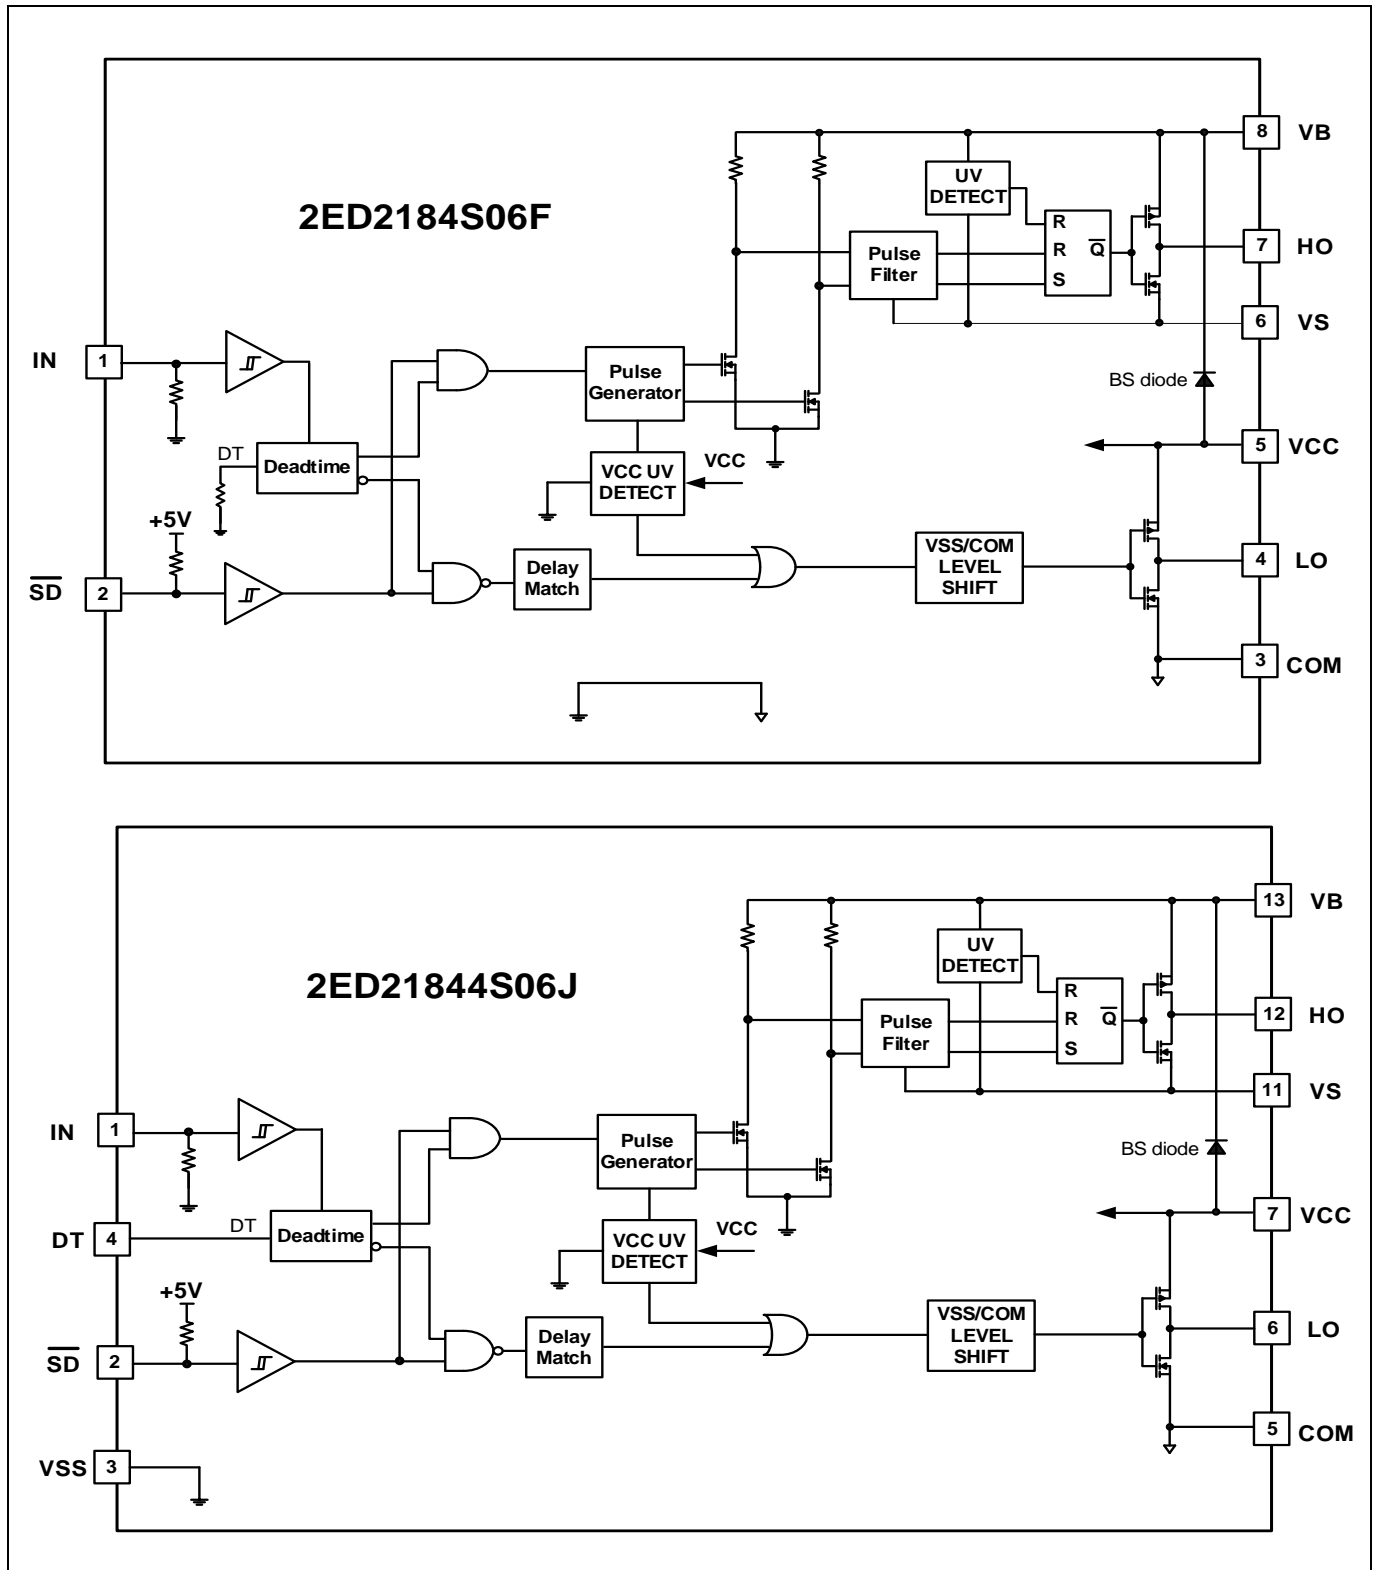 2ED2184S06F
8 VB
UV
DETECT
R
R Q
S
7 HO
Pulse
Filter
6 VS
IN 1
Pulse
Generator
BS diode
DT
Deadtime
5 VCC
VCC UV
DETECT
VCC
+5V
VSS/COM
LEVEL
SHIFT
4 LO
Delay
Match
SD 2
3 COM
2ED21844S06J
13 VB
UV
DETECT
R
R Q
S
12 HO
Pulse
Filter
11 VS
IN 1
Pulse
Generator
BS diode
DT 4
DT
Deadtime
7 VCC
VCC UV
DETECT
VCC
+5V
VSS/COM
LEVEL
SHIFT
6 LO
Delay
Match
SD 2
5 COM
VSS 3